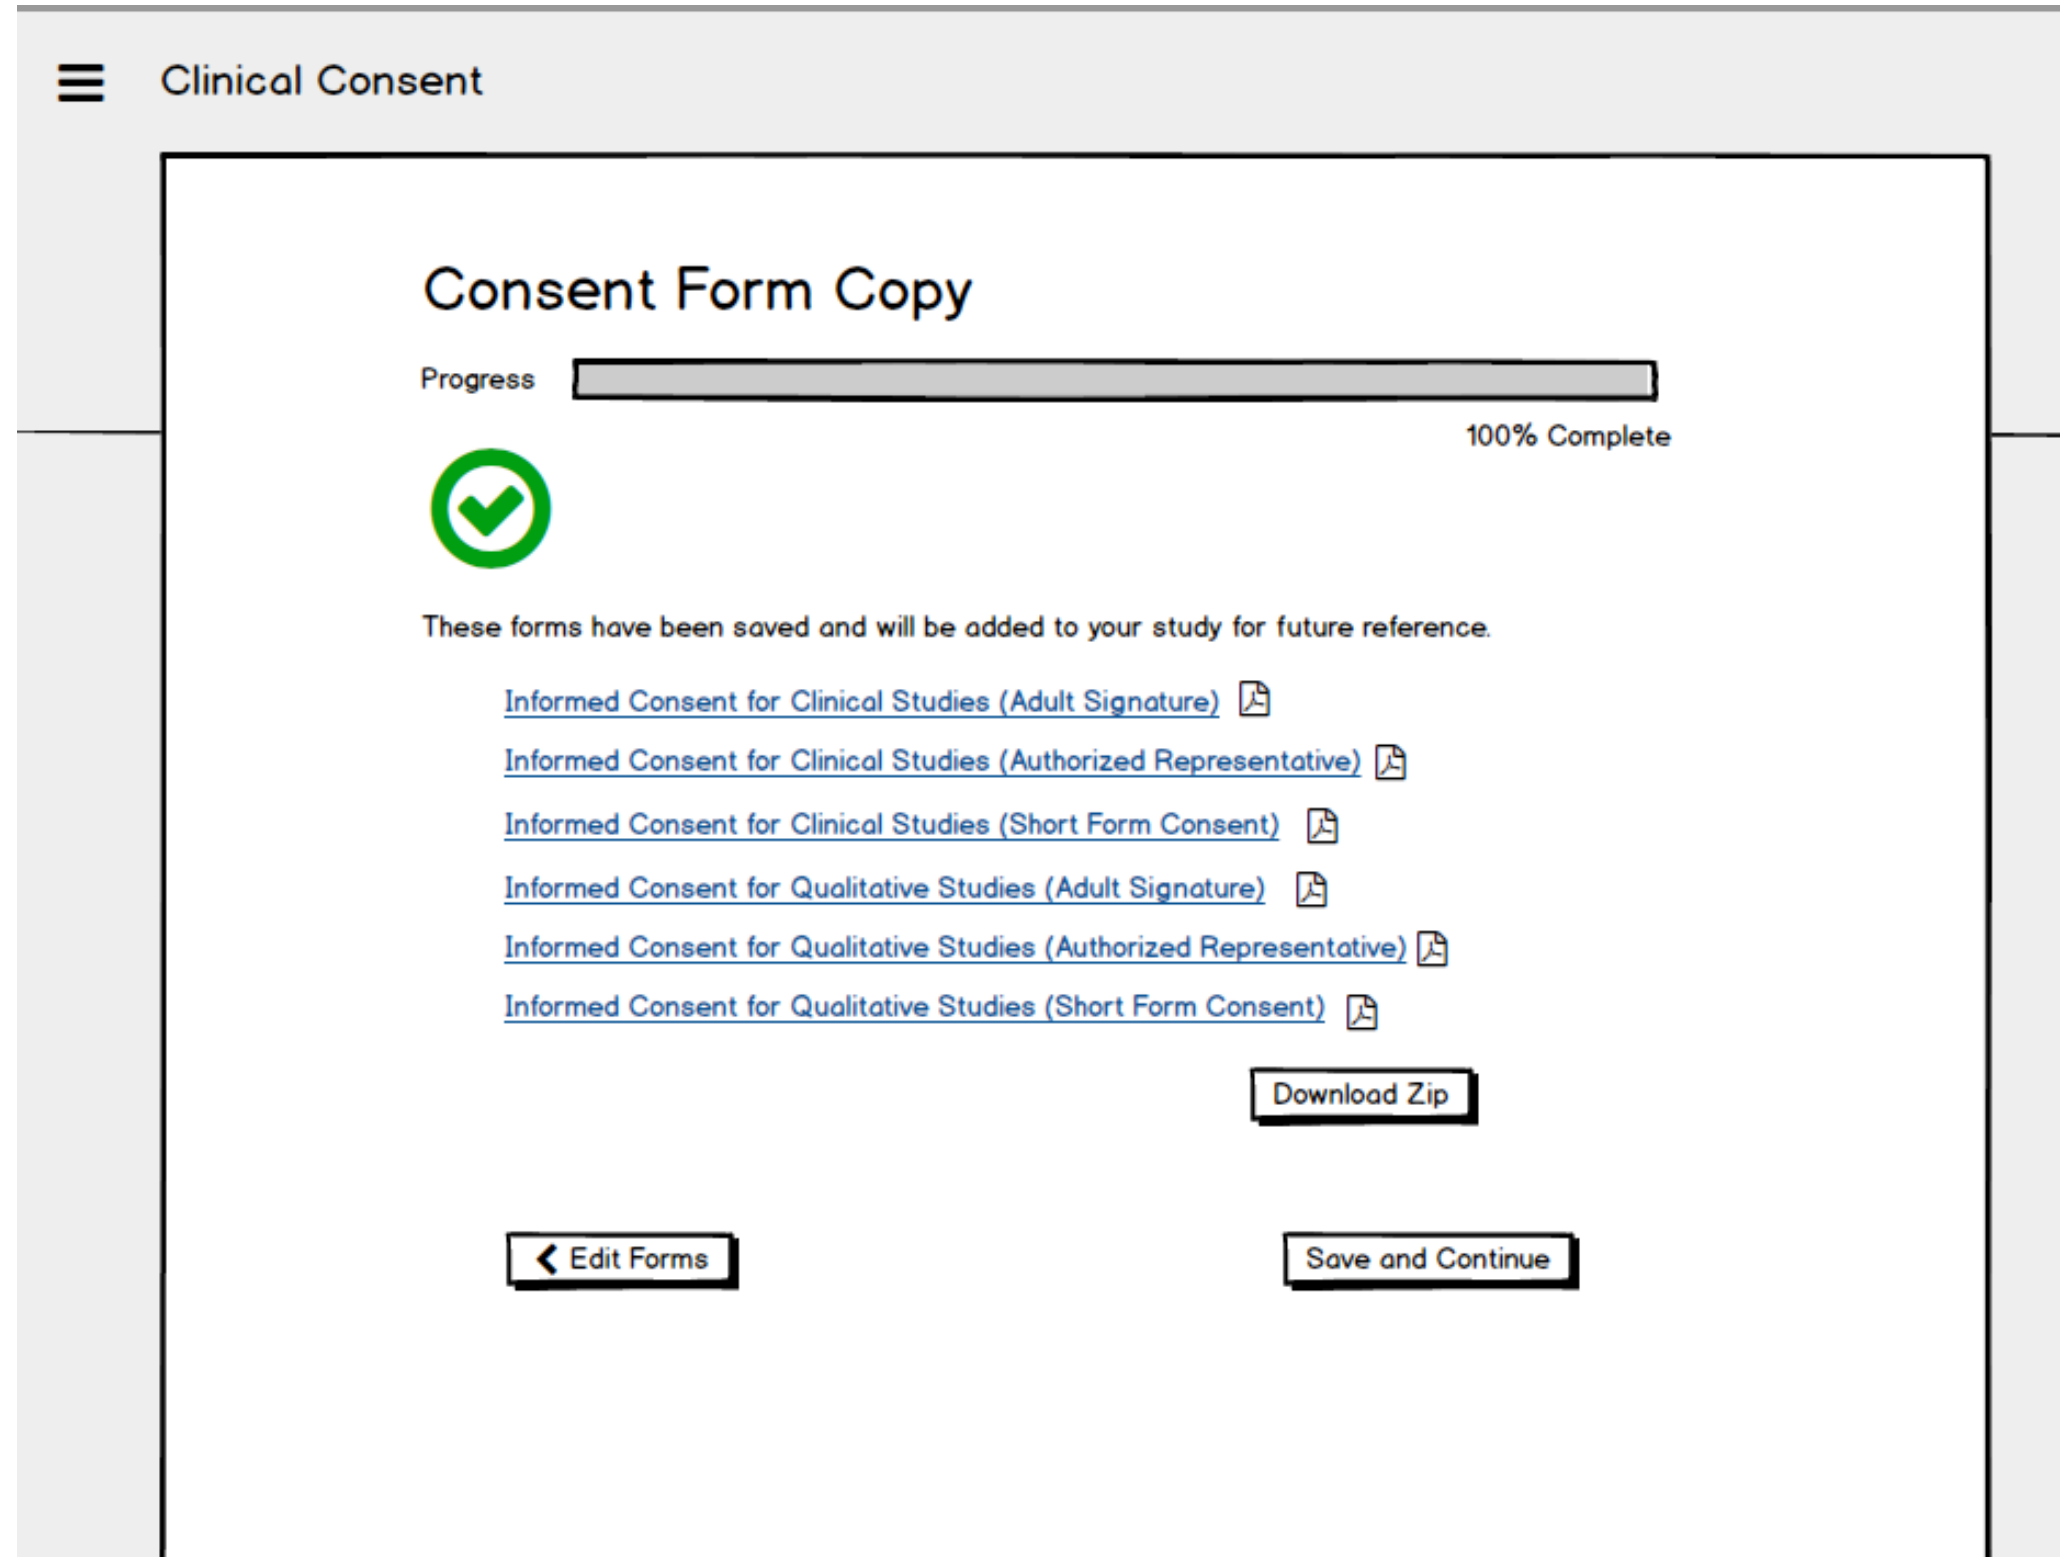 Clinical Consent
Consent Form Copy
Progress
100% Complete
These forms have been saved and will be added to your study for future reference.
Informed Consent for Clinical Studies (Adult Signature)
Informed Consent for Clinical Studies (Authorized Representative)
Informed Consent for Clinical Studies (Short Form Consent)
Informed Consent for Qualitative Studies (Adult Signature)
Informed Consent for Qualitative Studies (Authorized Representative)
Informed Consent for Qualitative Studies (Short Form Consent)
Download Zip
Edit Forms
Save and Continue